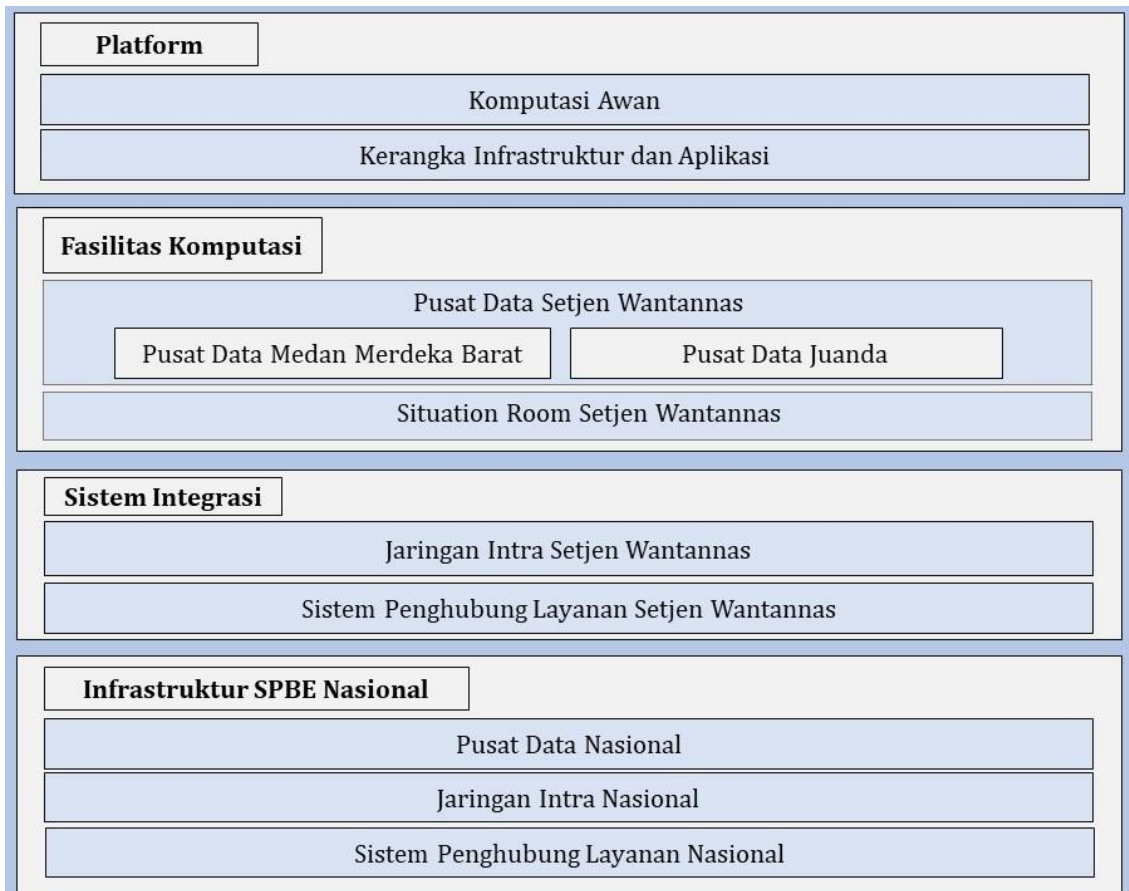 Platform
Komputasi Awan
Kerangka Infrastruktur dan Aplikasi
Fasilitas Komputasi
Pusat Data Setjen Wantannas
Pusat Data Medan Merdeka Barat
Pusat Data Juanda
Situation Room Setjen Wantannas
Sistem Integrasi
Jaringan Intra Setjen Wantannas
Sistem Penghubung Layanan Setjen Wantannas
Infrastruktur SPBE Nasional
Pusat Data Nasional
Jaringan Intra Nasional
Sistem Penghubung Layanan Nasional